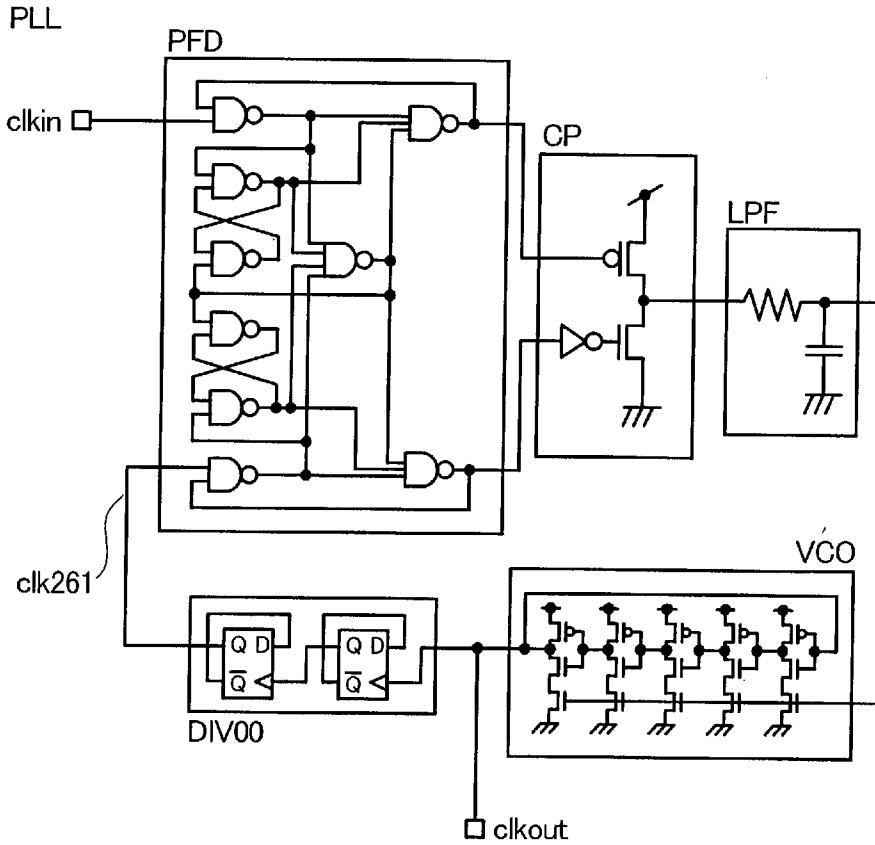 PLL
PFD
clkin
CP
LPF
clk261
VCO
Q D
Q
Q D
Q
DIV00
clkout